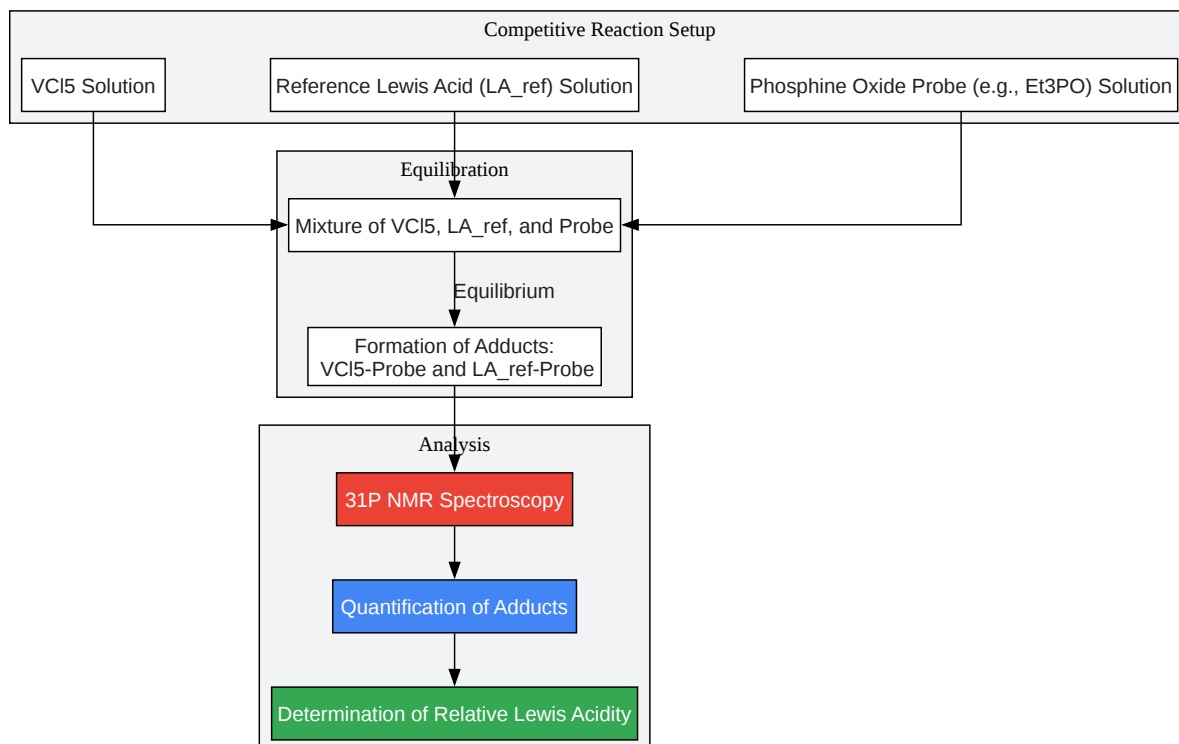 Competitive Reaction Setup
VCl5 Solution
Reference Lewis Acid (LA_ref) Solution
Phosphine Oxide Probe (e.g., Et3PO) Solution
Equilibration
Mixture of VCl5, LA_ref, and Probe
Equilibrium
Formation of Adducts:
VCl5-Probe and LA_ref-Probe
Analysis
31P NMR Spectroscopy
Quantification of Adducts
Determination of Relative Lewis Acidity